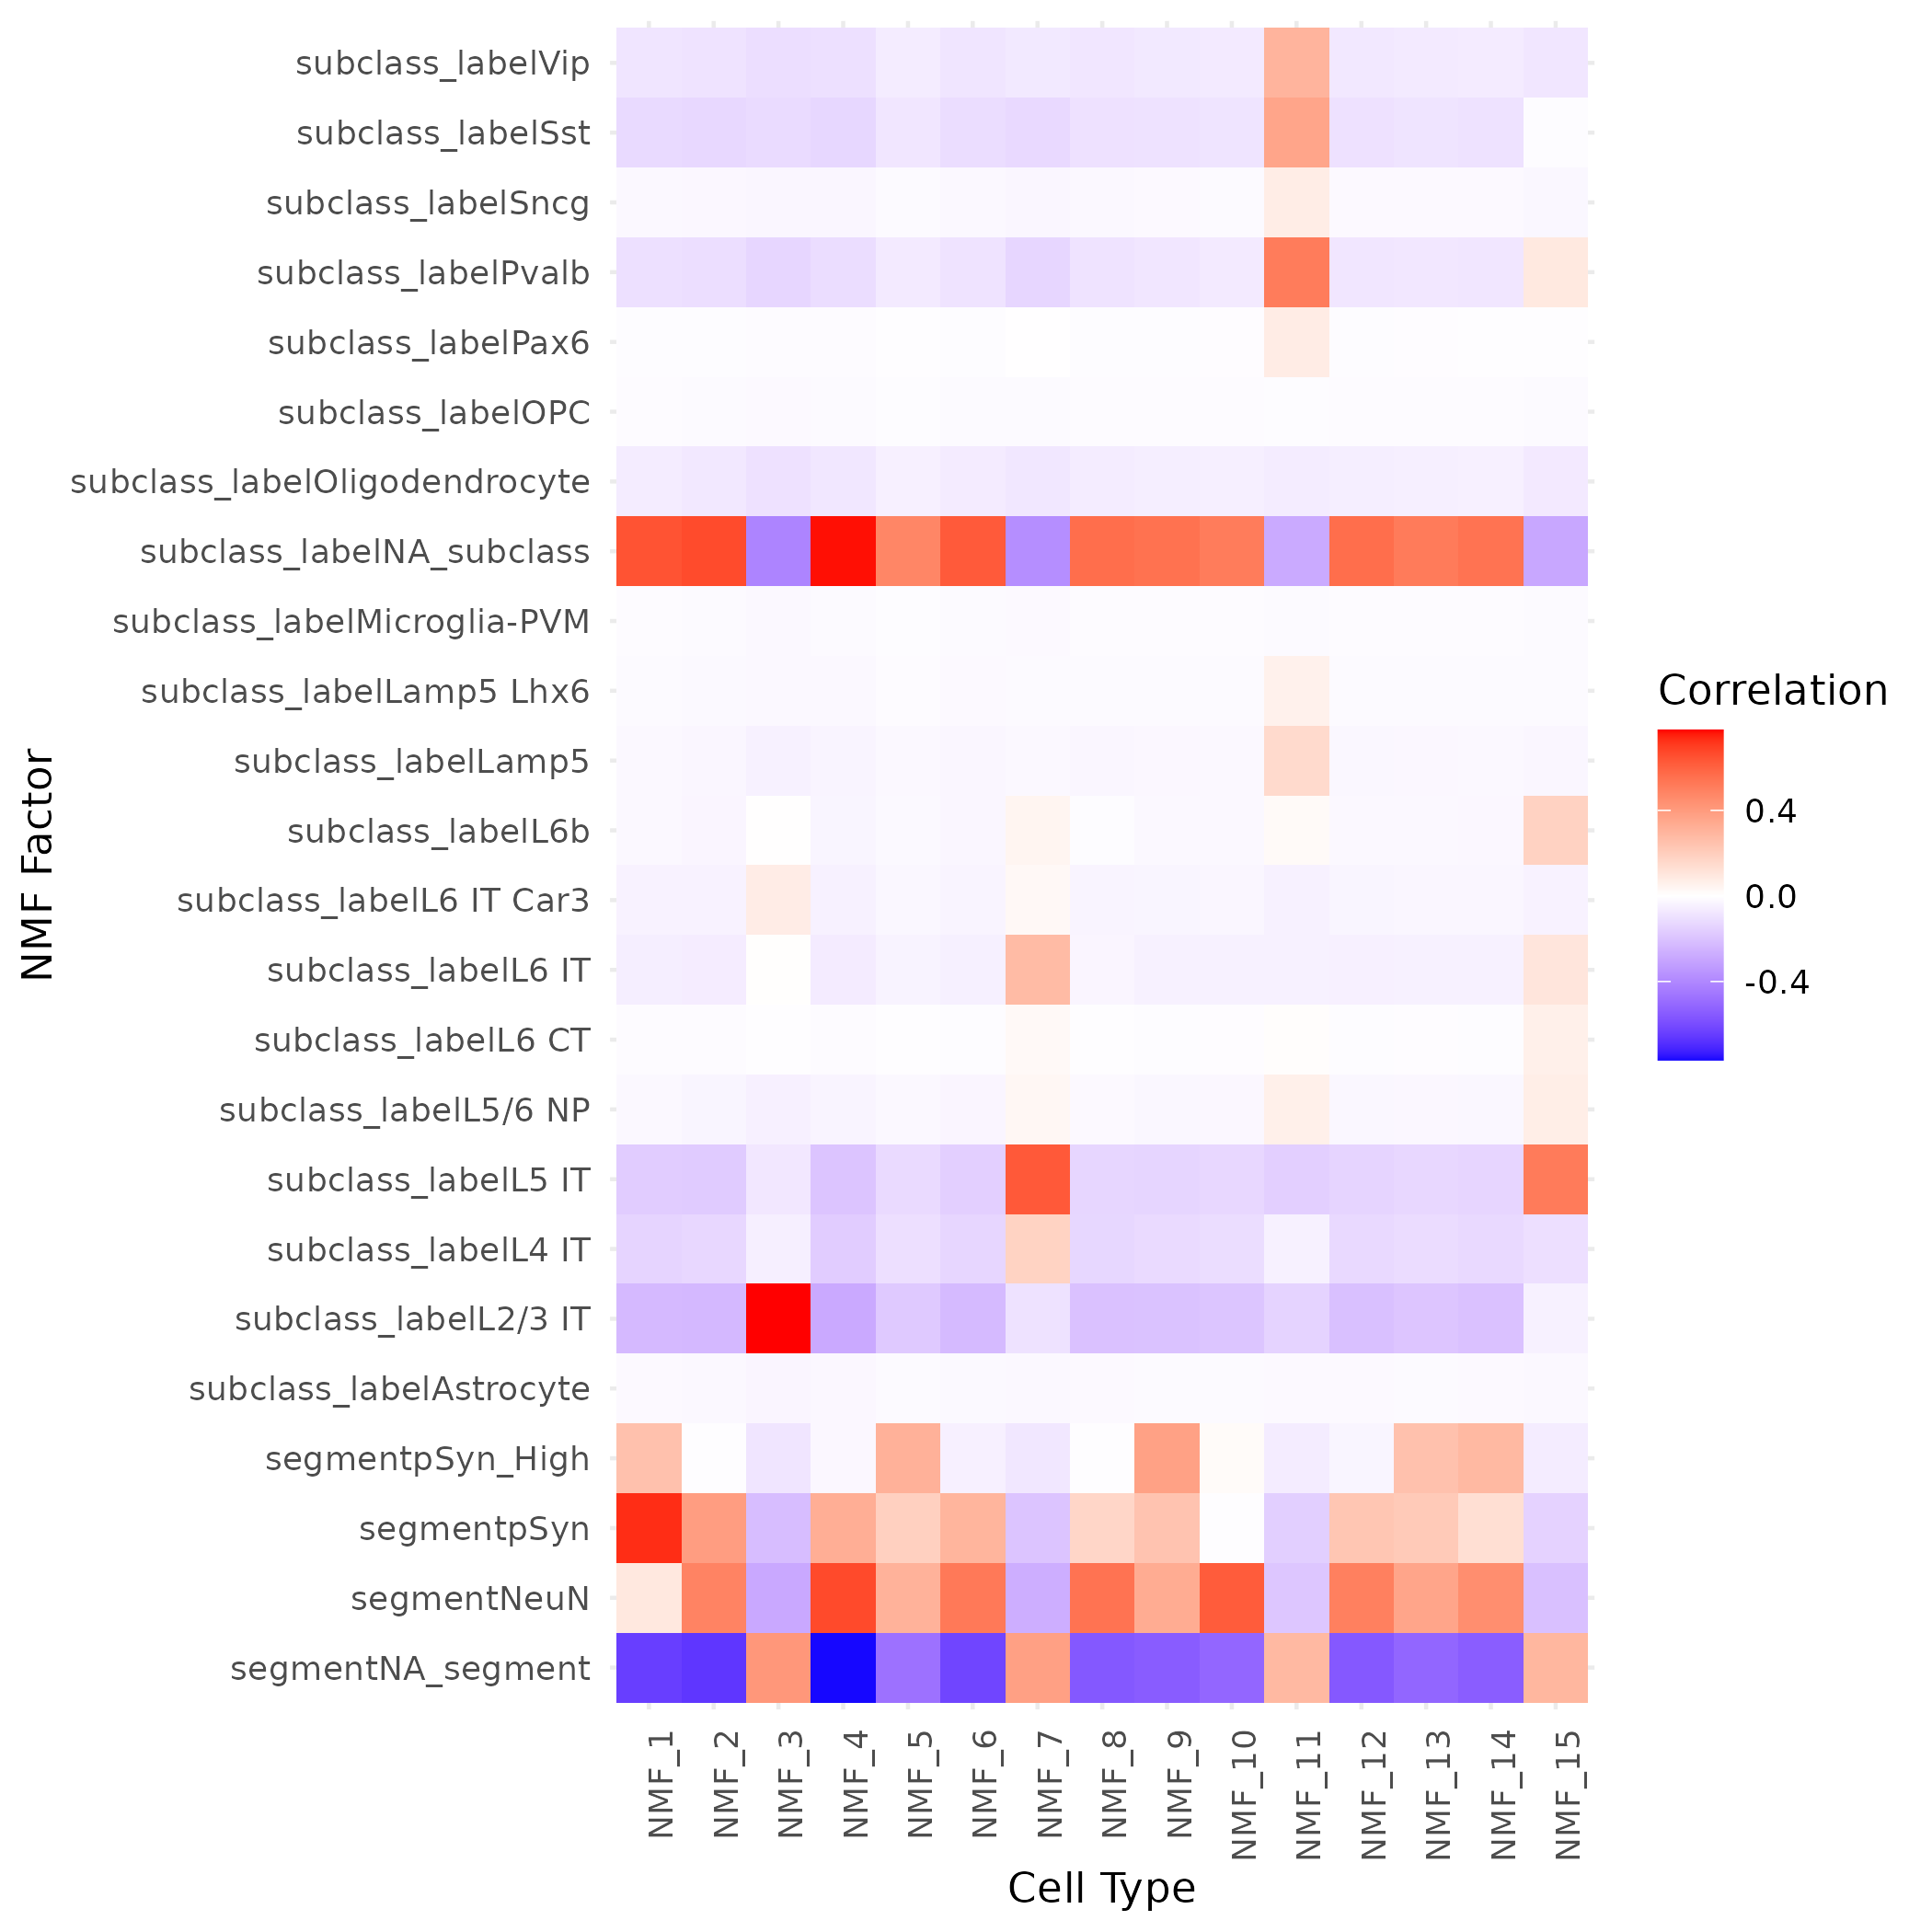 subclass_labelVip
subclass_labelSst
subclass_labelSncg
subclass_labelPvalb
subclass_labelPax6
subclass_labelOPC
subclass_labelOligodendrocyte
subclass_labelNA_subclass
subclass_labelMicroglia-PVM
subclass_labelLamp5 Lhx6
subclass_labelLamp5
subclass_labelL6b
subclass_labelL6 IT Car3
subclass_labelL6 IT
subclass_labelL6 CT
subclass_labelL5/6 NP
subclass_labelL5 IT
subclass_labelL4 IT
subclass_labelL2/3 IT
subclass_labelAstrocyte
segmentpSyn_High
segmentpSyn
segmentNeuN
segmentNA_segment
NMF Factor
NMF_1
NMF_2
NMF_3
NMF_4
NMF_5
NMF_6
NMF_7
NMF_8
NMF_9
NMF_10
NMF_11
NMF_12
NMF_13
NMF_14
NMF_15
Cell Type
Correlation
0.4
0.0
-0.4